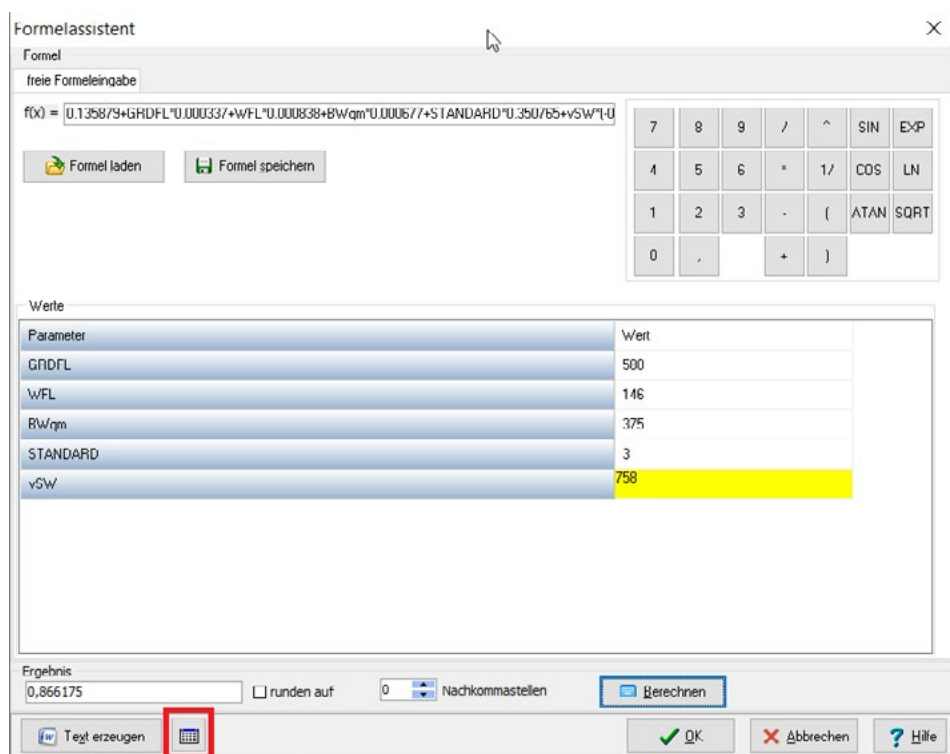 Formelassistent
Formel
freie Formeleingabe
f(x) = 0.135879+GRDFL*0.000337+WFL*0.000838+BWqm*0.000677+STANDARD*0.350765+vSW*(-0
7 8 9 / ^ SIN EXP
Formel laden Formel speichern
4 5 6 * 1/ COS LN
1 2 3 - ( ATAN SQRT
0 , + )
Werte
Parameter Wert
GRDFL 500
WFL 146
BWqm 375
STANDARD 3
vSW 758
Ergebnis
0,866175 runden auf 0 Nachkommastellen Berechnen
Text erzeugen OK Abbrechen Hilfe